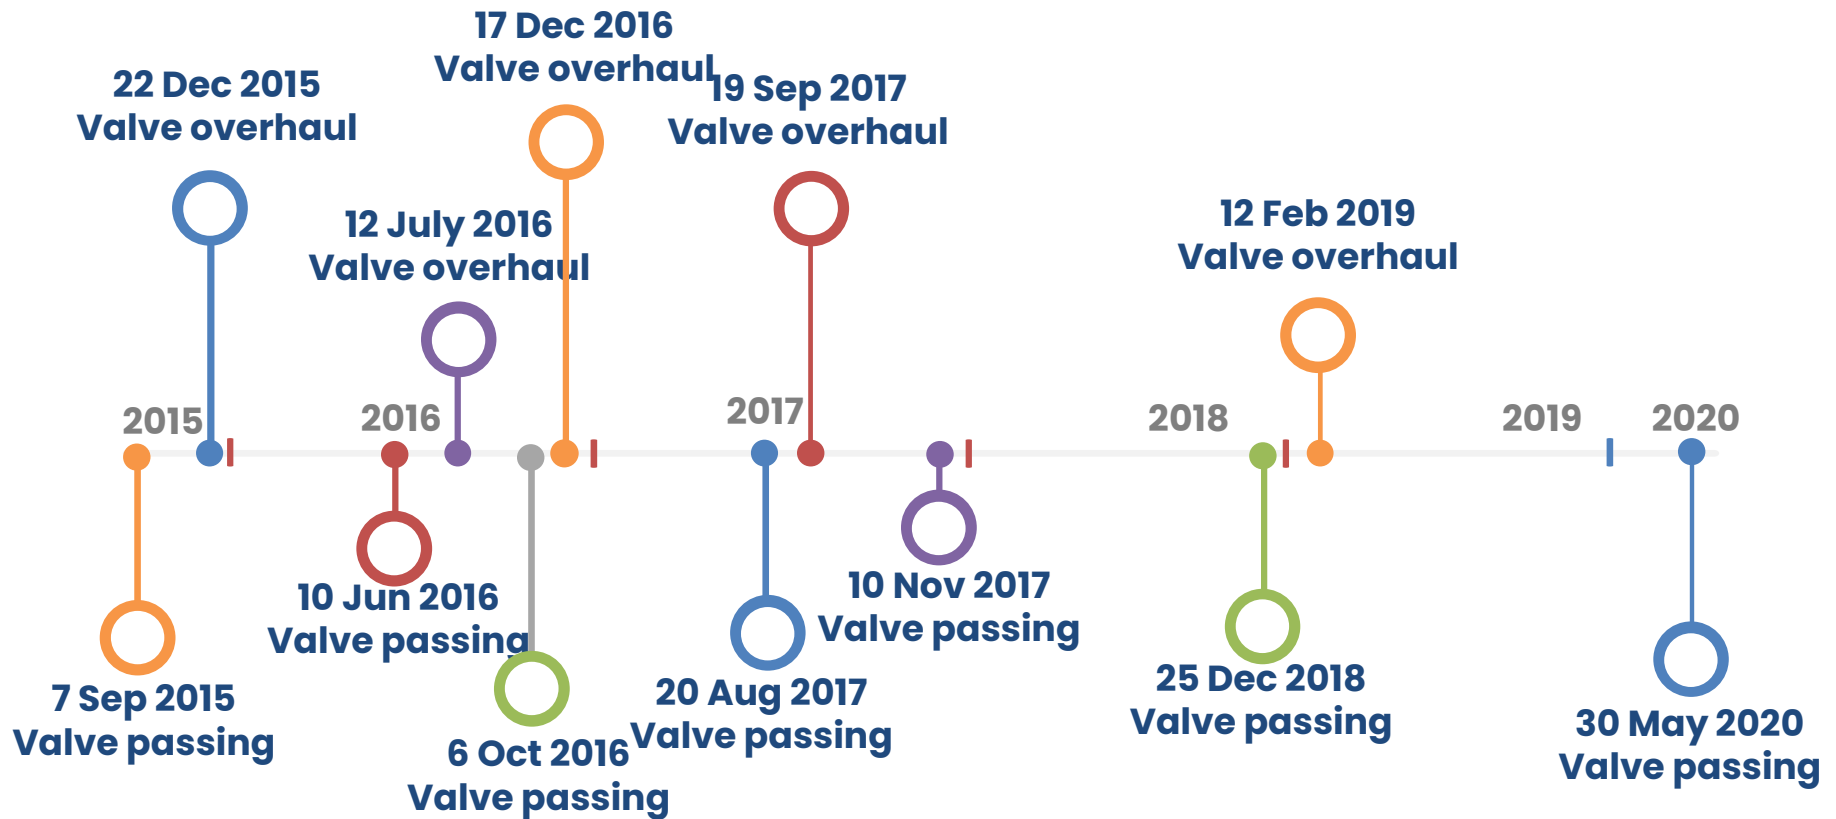 17 Dec 2016
Valve overhaul
22 Dec 2015
Valve overhaul
19 Sep 2017
Valve overhaul
12 July 2016
Valve overhaul
12 Feb 2019
Valve overhaul
2015
2016
2017
2018
2019
2020
10 Jun 2016
Valve passing
10 Nov 2017
Valve passing
7 Sep 2015
Valve passing
6 Oct 2016
Valve passing
20 Aug 2017
Valve passing
25 Dec 2018
Valve passing
30 May 2020
Valve passing